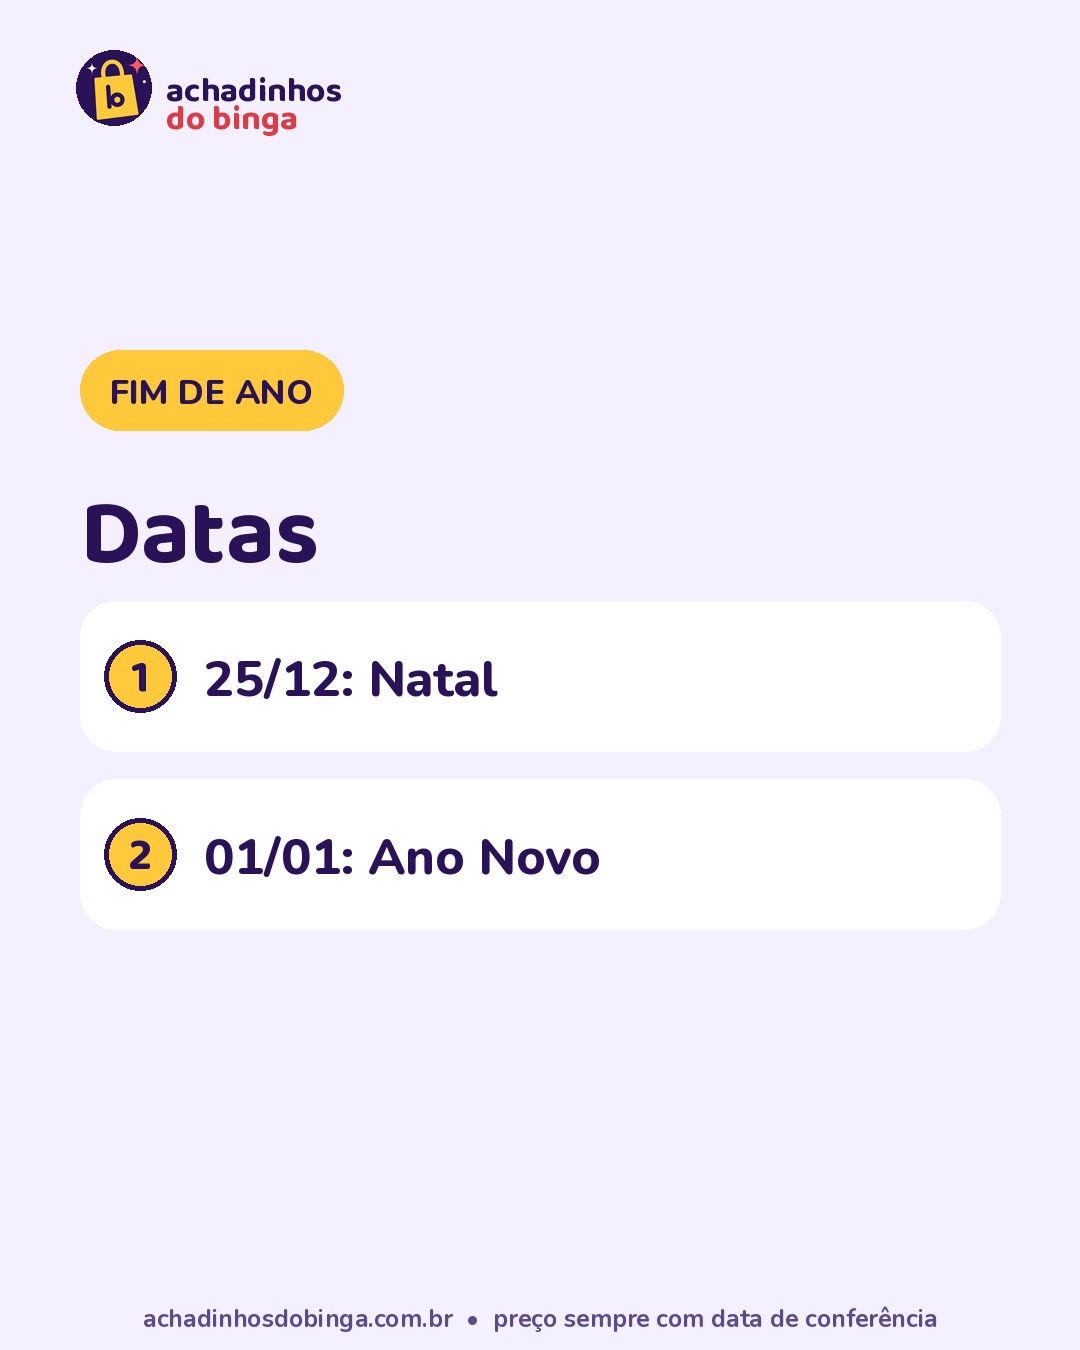 b
achadinhos
do binga
FIM DE ANO
Datas
1 25/12: Natal
2 01/01: Ano Novo
achadinhosdobinga.com.br • preço sempre com data de conferência